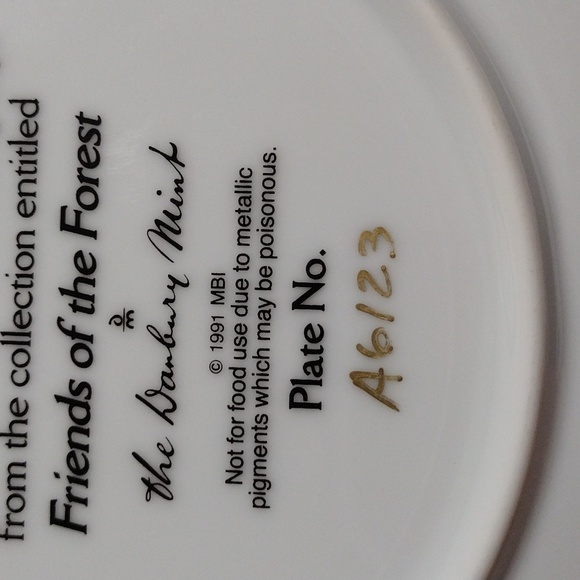 from the collection entitled
Friends of the Forest
dm
The Danbury Mint
© 1991 MBI
Not for food use due to metallic
pigments which may be poisonous.
Plate No.
A6123